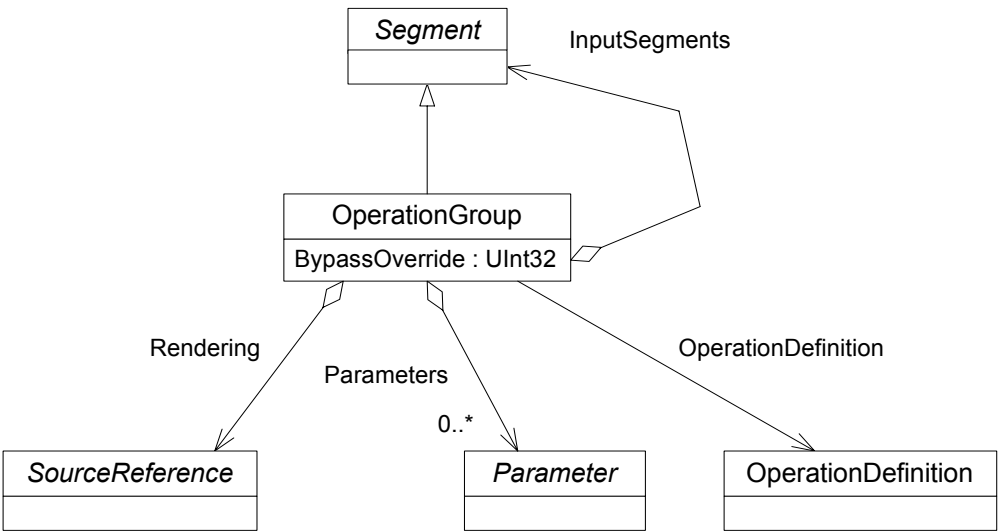 Segment
InputSegments
OperationGroup
BypassOverride : UInt32
Rendering
OperationDefinition
Parameters
0..*
SourceReference
Parameter
OperationDefinition